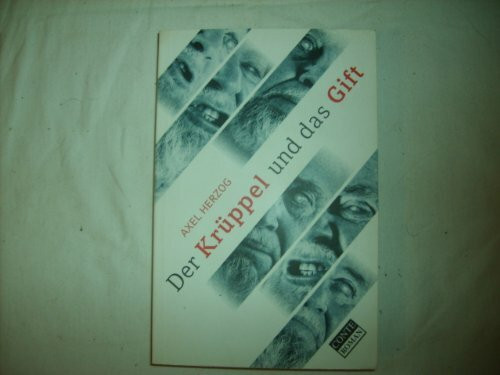 AXEL HERZOG
Der Krüppel und das Gift
CONTE
ROMAN